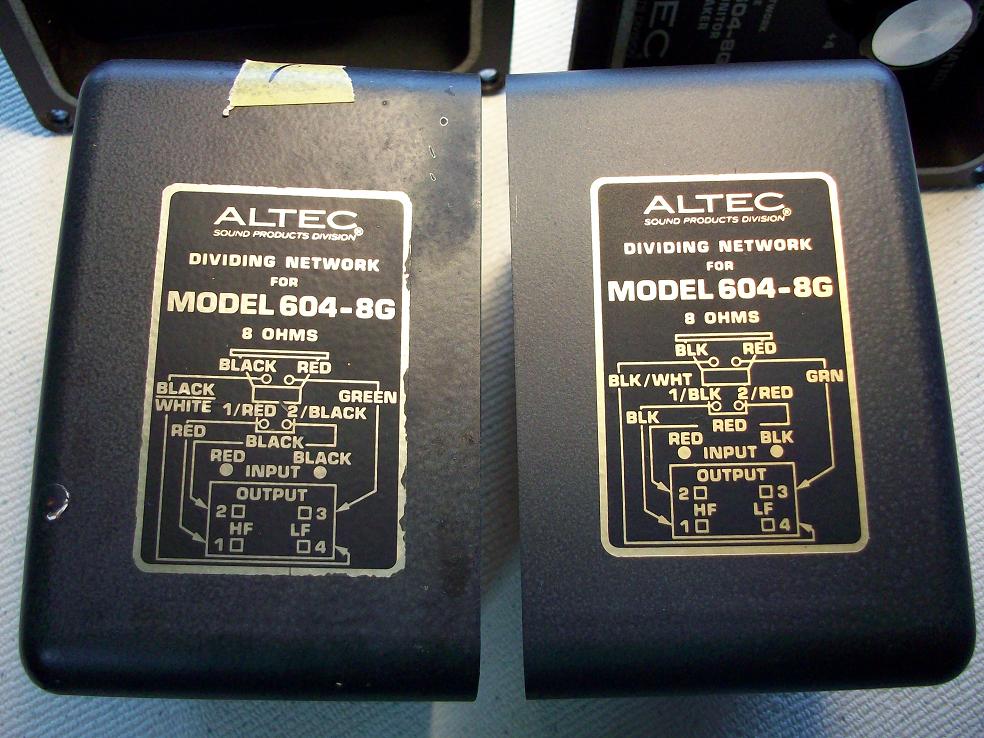 ALTEC®
SOUND PRODUCTS DIVISION
DIVIDING NETWORK
FOR
MODEL 604-8G
8 OHMS
BLACK RED
BLACK
WHITE
GREEN
1/RED 2/BLACK
RED
BLACK
RED INPUT BLACK
OUTPUT
2 3
HF LF
1 4
ALTEC®
SOUND PRODUCTS DIVISION
DIVIDING NETWORK
FOR
MODEL 604-8G
8 OHMS
BLK RED
BLK/WHT GRN
1/BLK 2/RED
BLK
RED
RED INPUT BLK
OUTPUT
2 3
HF LF
1 4
604-8G